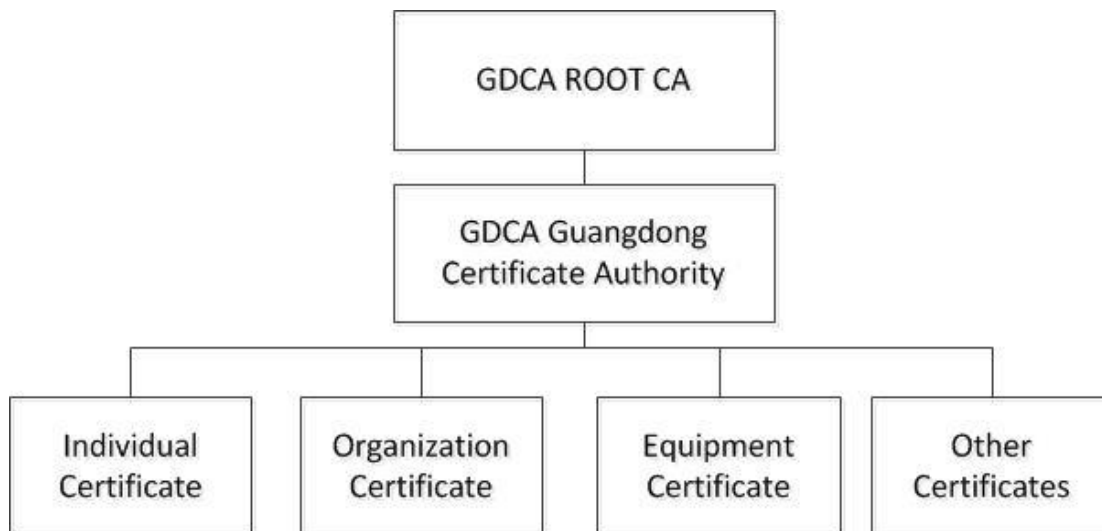 GDCA ROOT CA
GDCA Guangdong
Certificate Authority
Individual
Certificate
Organization
Certificate
Equipment
Certificate
Other
Certificates